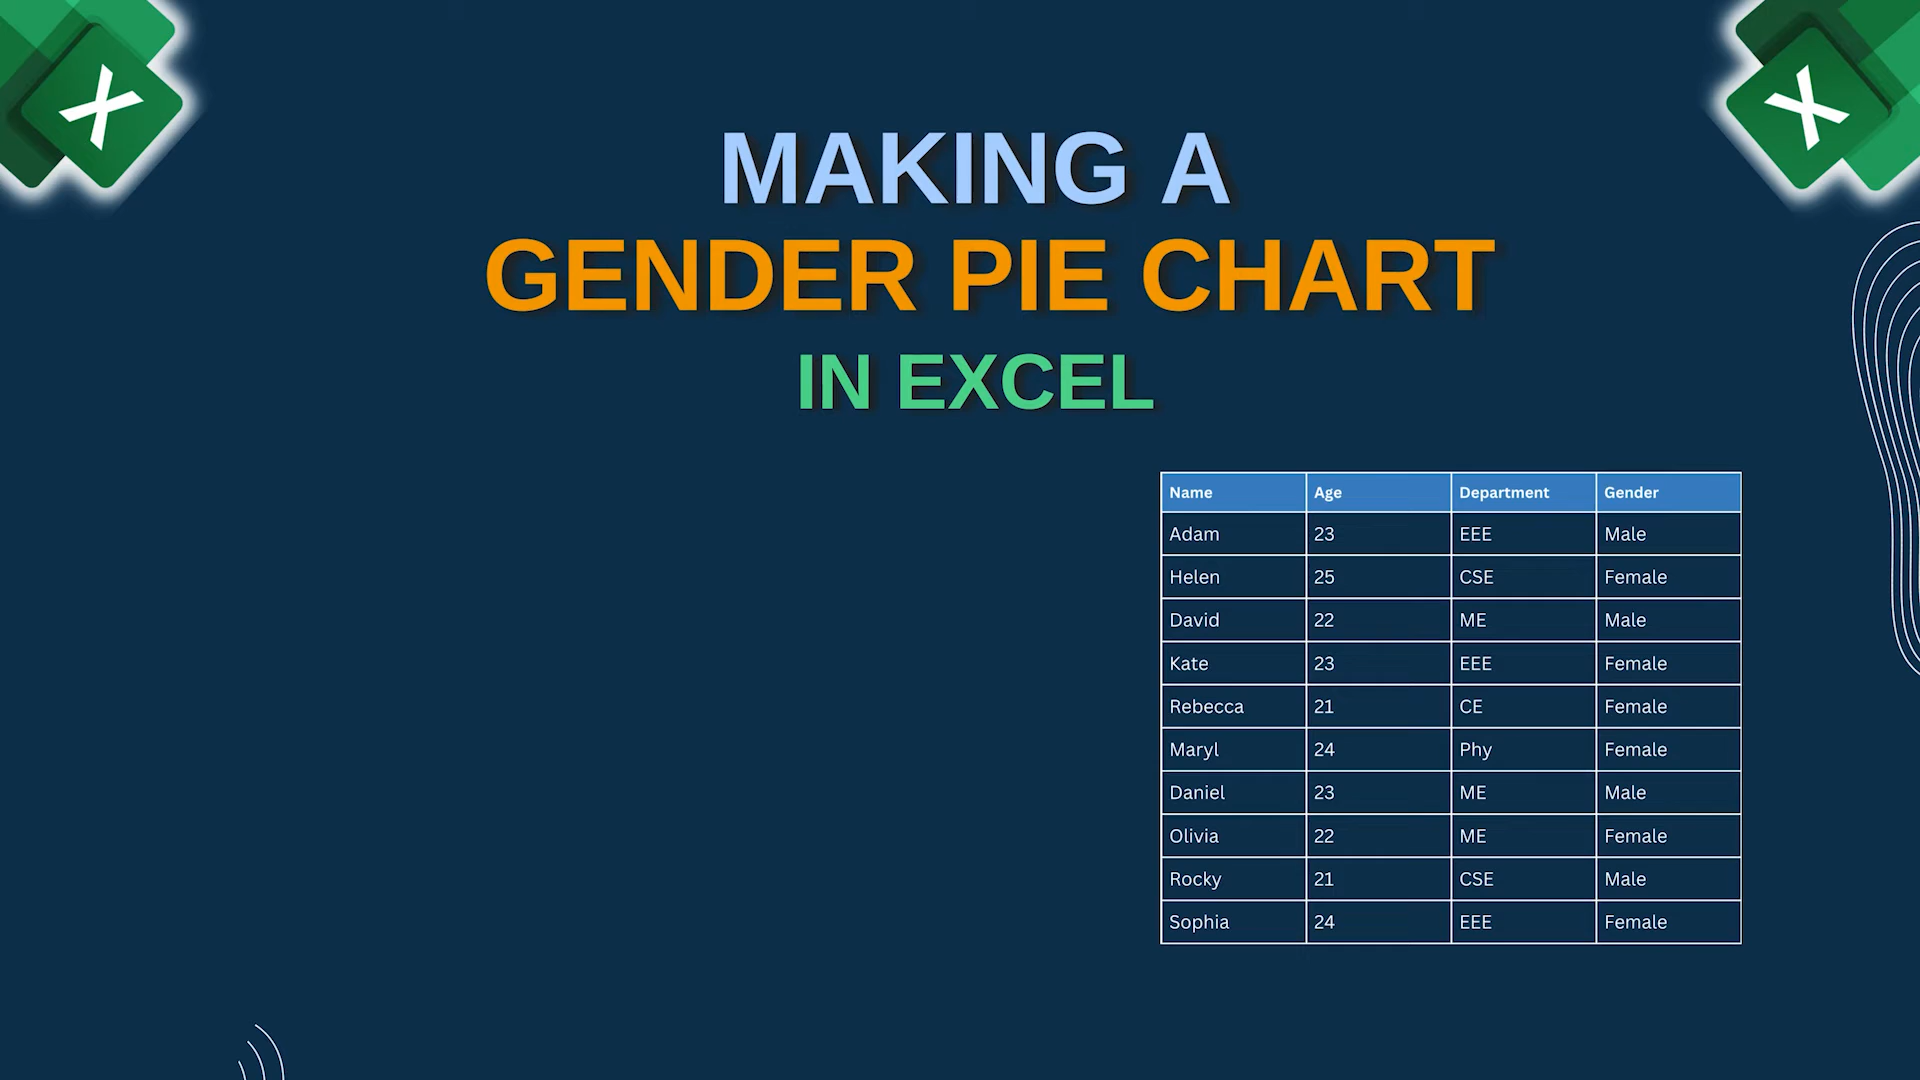 MAKING A
GENDER PIE CHART
IN EXCEL
Name Age Department Gender
Adam 23 EEE Male
Helen 25 CSE Female
David 22 ME Male
Kate 23 EEE Female
Rebecca 21 CE Female
Maryl 24 Phy Female
Daniel 23 ME Male
Olivia 22 ME Female
Rocky 21 CSE Male
Sophia 24 EEE Female